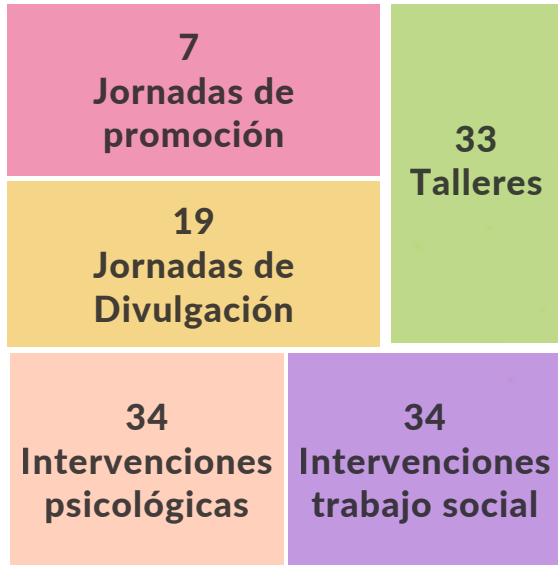 7
Jornadas de
promoción
33
Talleres
19
Jornadas de
Divulgación
34
Intervenciones
psicológicas
34
Intervenciones
trabajo social